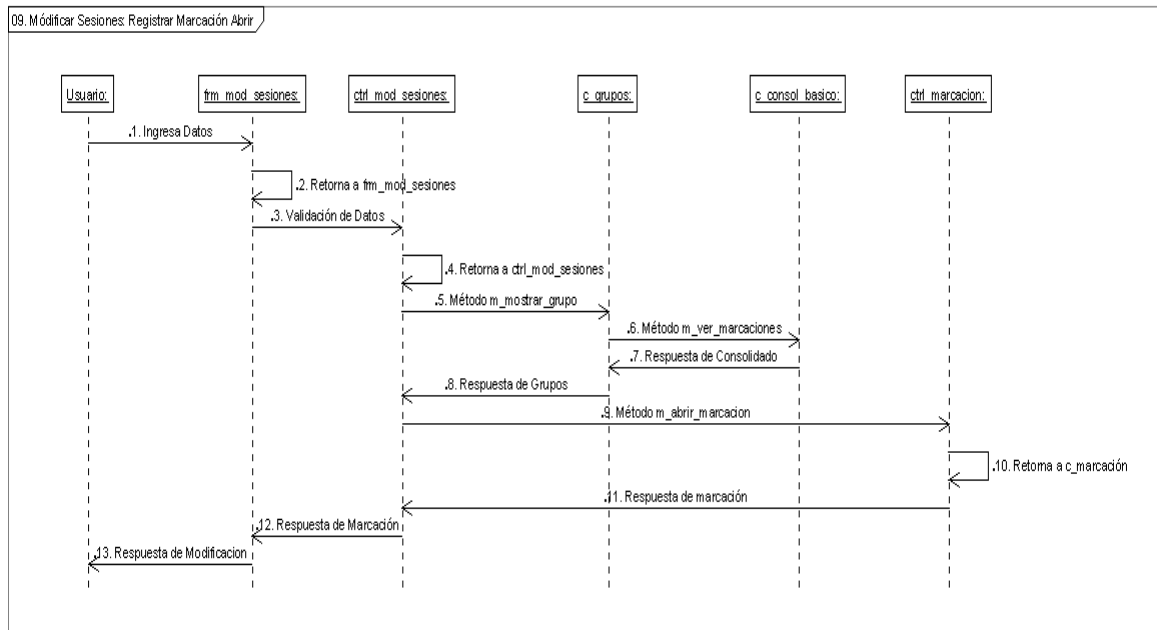 09. Módificar Sesiones: Registrar Marcación Abrir
Usuario:
frm_mod_sesiones:
ctrl_mod_sesiones:
c_grupos:
c_consol_basico:
ctrl_marcacion:
.1. Ingresa Datos
.2. Retorna a frm_mod_sesiones
.3. Validación de Datos
.4. Retorna a ctrl_mod_sesiones
.5. Método m_mostrar_grupo
.6. Método m_ver_marcaciones
.7. Respuesta de Consolidado
.8. Respuesta de Grupos
.9. Método m_abrir_marcacion
.10. Retorna a c_marcación
.11. Respuesta de marcación
.12. Respuesta de Marcación
.13. Respuesta de Modificacion